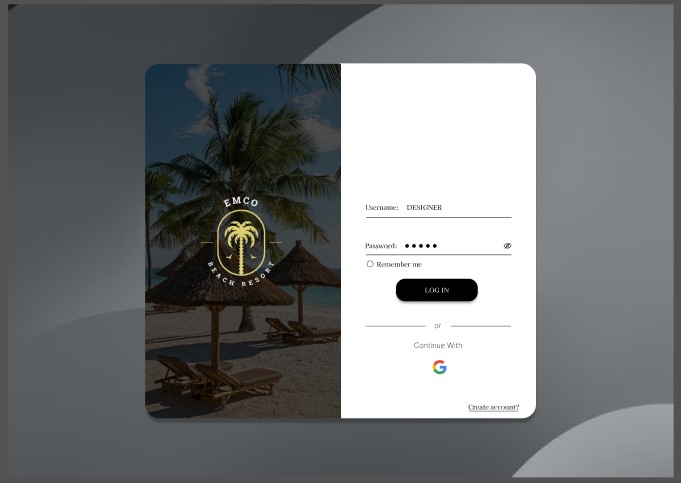 EMCO
BEACH RESORT
Username: DESIGNER
Password: ●●●●●
Remember me
LOG IN
or
Continue With
G
Create account?